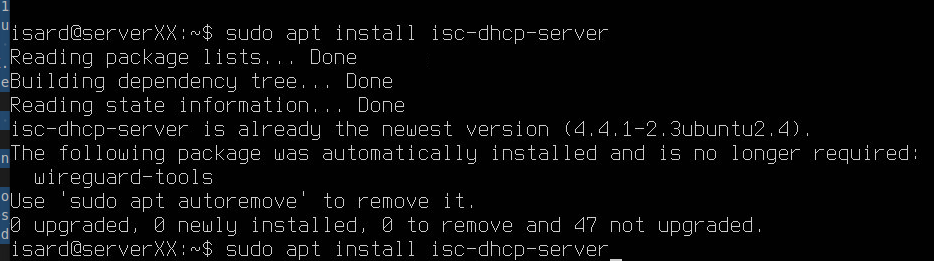 isard@serverXX:~$ sudo apt install isc-dhcp-server
Reading package lists... Done
Building dependency tree... Done
Reading state information... Done
isc-dhcp-server is already the newest version (4.4.1-2.3ubuntu2.4).
The following package was automatically installed and is no longer required:
  wireguard-tools
Use 'sudo apt autoremove' to remove it.
0 upgraded, 0 newly installed, 0 to remove and 47 not upgraded.
isard@serverXX:~$ sudo apt install isc-dhcp-server_